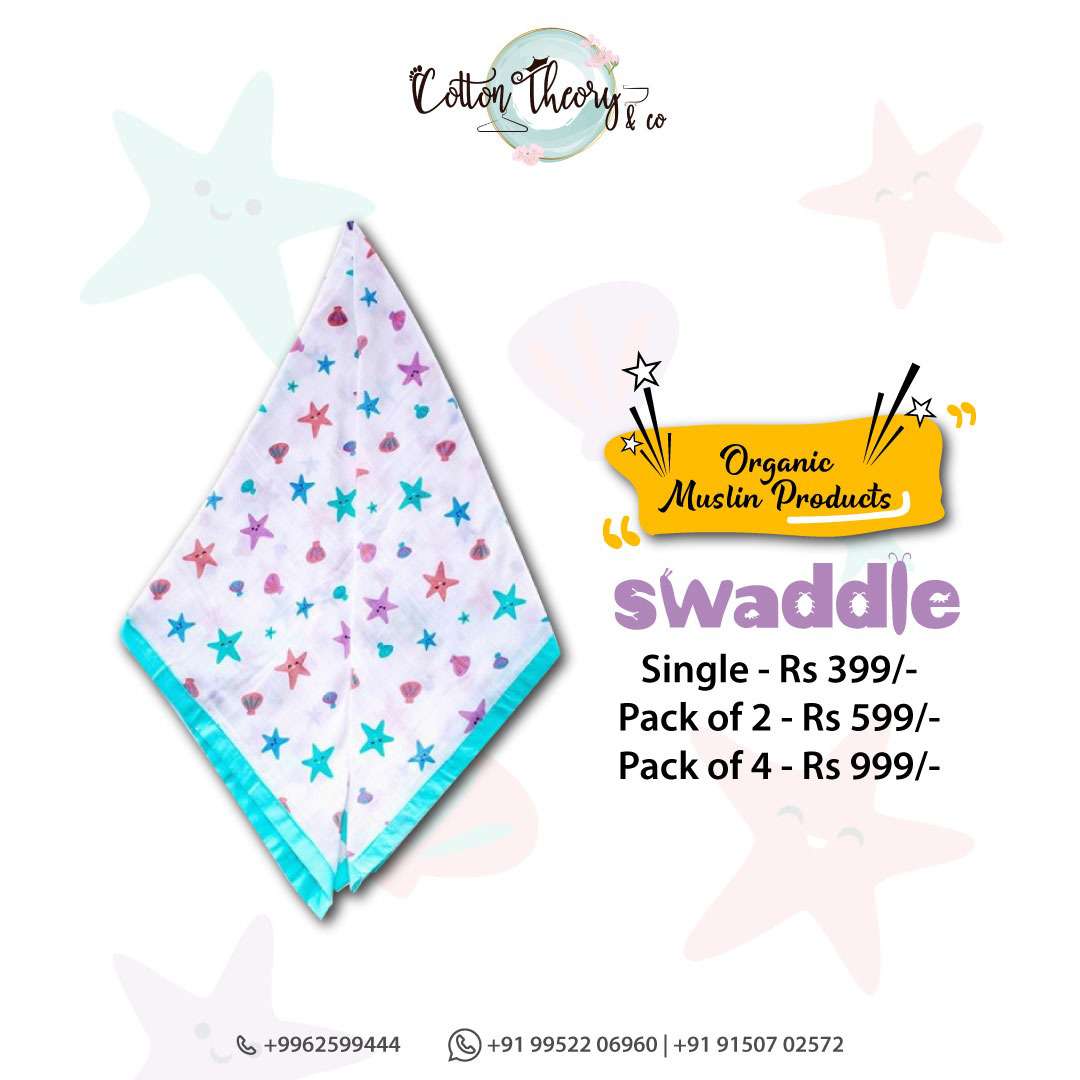 Cotton Theory
& co
Organic
Muslin Products
swaddle
Single - Rs 399/-
Pack of 2 - Rs 599/-
Pack of 4 - Rs 999/-
+9962599444
+91 99522 06960 | +91 91507 02572